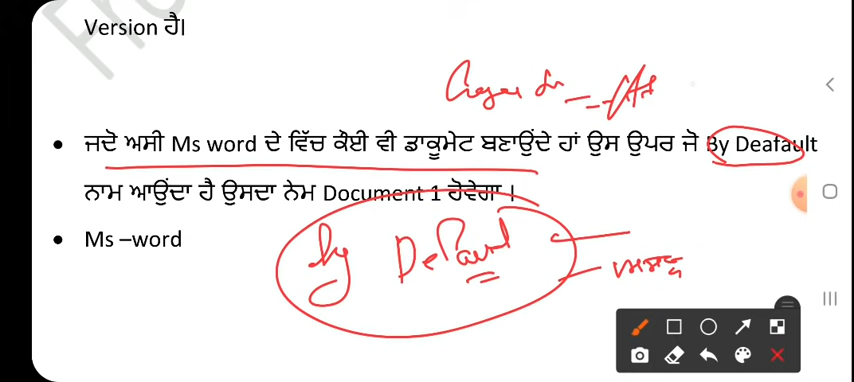 Version ਹੈ।
ਜਦੋ ਅਸੀ Ms word ਦੇ ਵਿੱਚ ਕੋਈ ਵੀ ਡਾਕੂਮੇਟ ਬਣਾਉਂਦੇ ਹਾਂ ਉਸ ਉਪਰ ਜੋ By Deafault
ਨਾਮ ਆਉਂਦਾ ਹੈ ਉਸਦਾ ਨੇਮ Document 1 ਹੋਵੇਗਾ ।
Ms –word
by Default